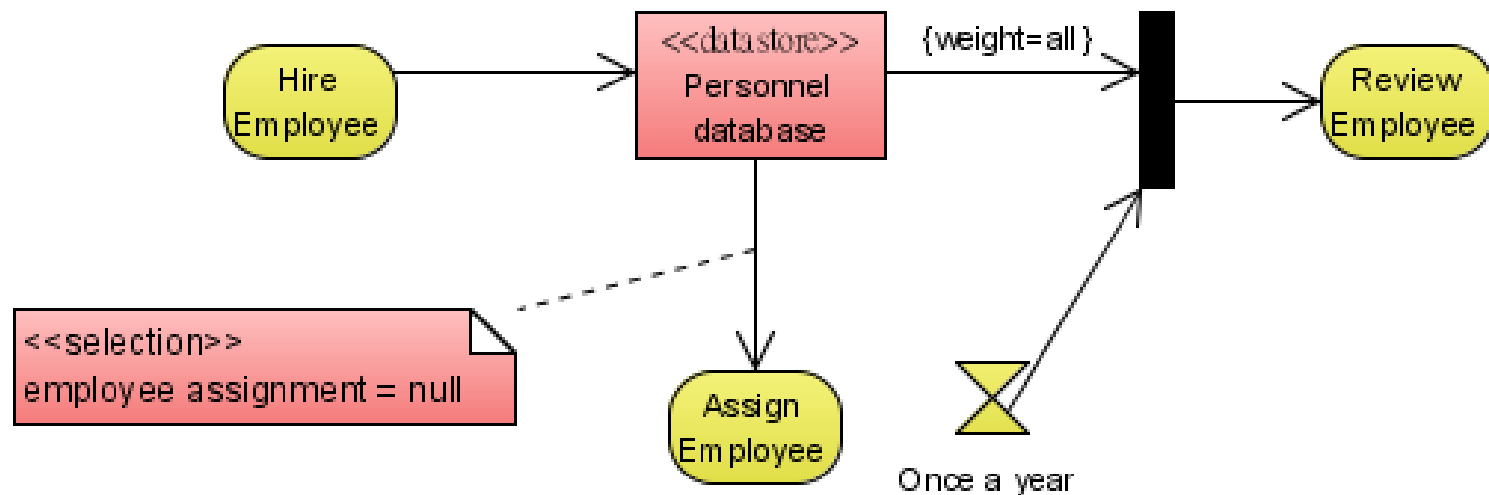 Hire
Employee
<<datastore>>
Personnel
database
{weight=all}
Review
Employee
<<selection>>
employee assignment = null
Assign
Employee
Once a year